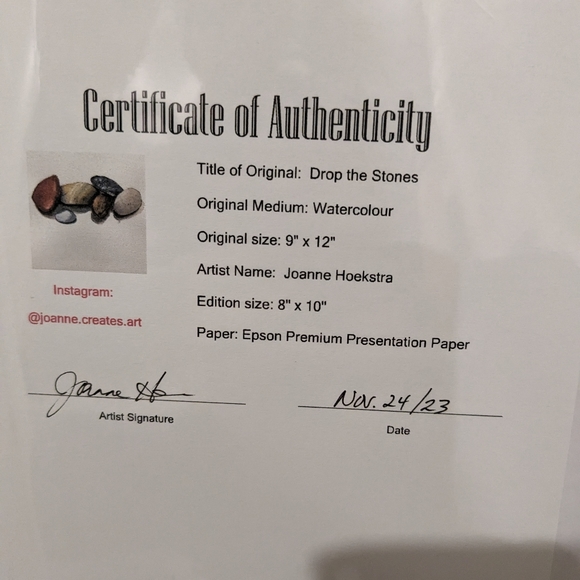 Certificate of Authenticity
Title of Original: Drop the Stones
Original Medium: Watercolour
Original size: 9" x 12"
Artist Name: Joanne Hoekstra
Edition size: 8" x 10"
Paper: Epson Premium Presentation Paper
Instagram:
@joanne.creates.art
Joanne
Artist Signature
Nov. 24/23
Date